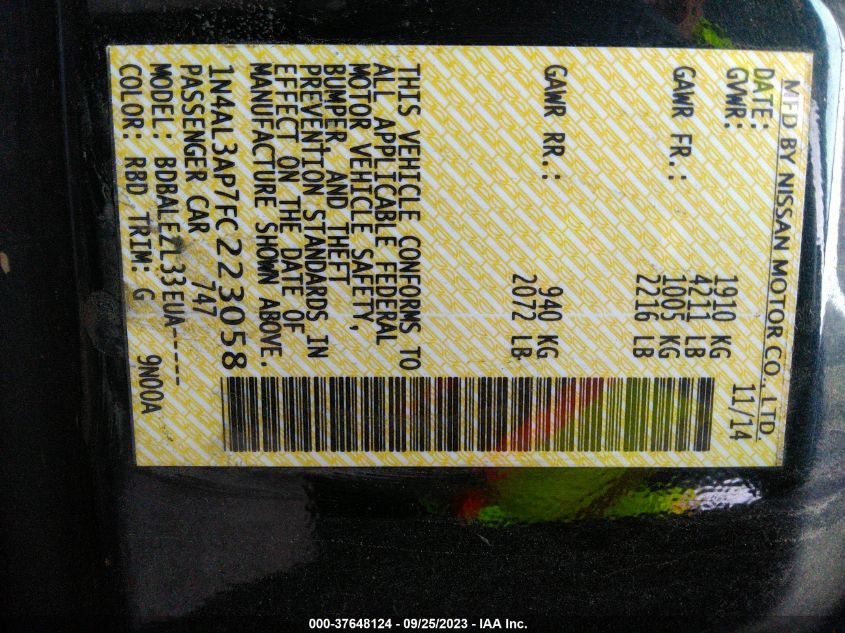 MFD BY NISSAN MOTOR CO., LTD.
DATE: 11/14
GVWR: 1910 KG
4211 LB
GAWR FR.: 1005 KG
2216 LB
GAWR RR.: 940 KG
2072 LB
THIS VEHICLE CONFORMS TO
ALL APPLICABLE FEDERAL
MOTOR VEHICLE SAFETY,
BUMPER, AND THEFT
PREVENTION STANDARDS IN
EFFECT ON THE DATE OF
MANUFACTURE SHOWN ABOVE.
1N4AL3AP7FC223058
PASSENGER CAR 747
MODEL: BDBALEZL33EUA-----
COLOR: RBD TRIM: G 9N00A
000-37648124 - 09/25/2023 - IAA Inc.